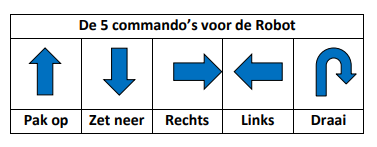 De 5 commando's voor de Robot
Pak op Zet neer Rechts Links Draai